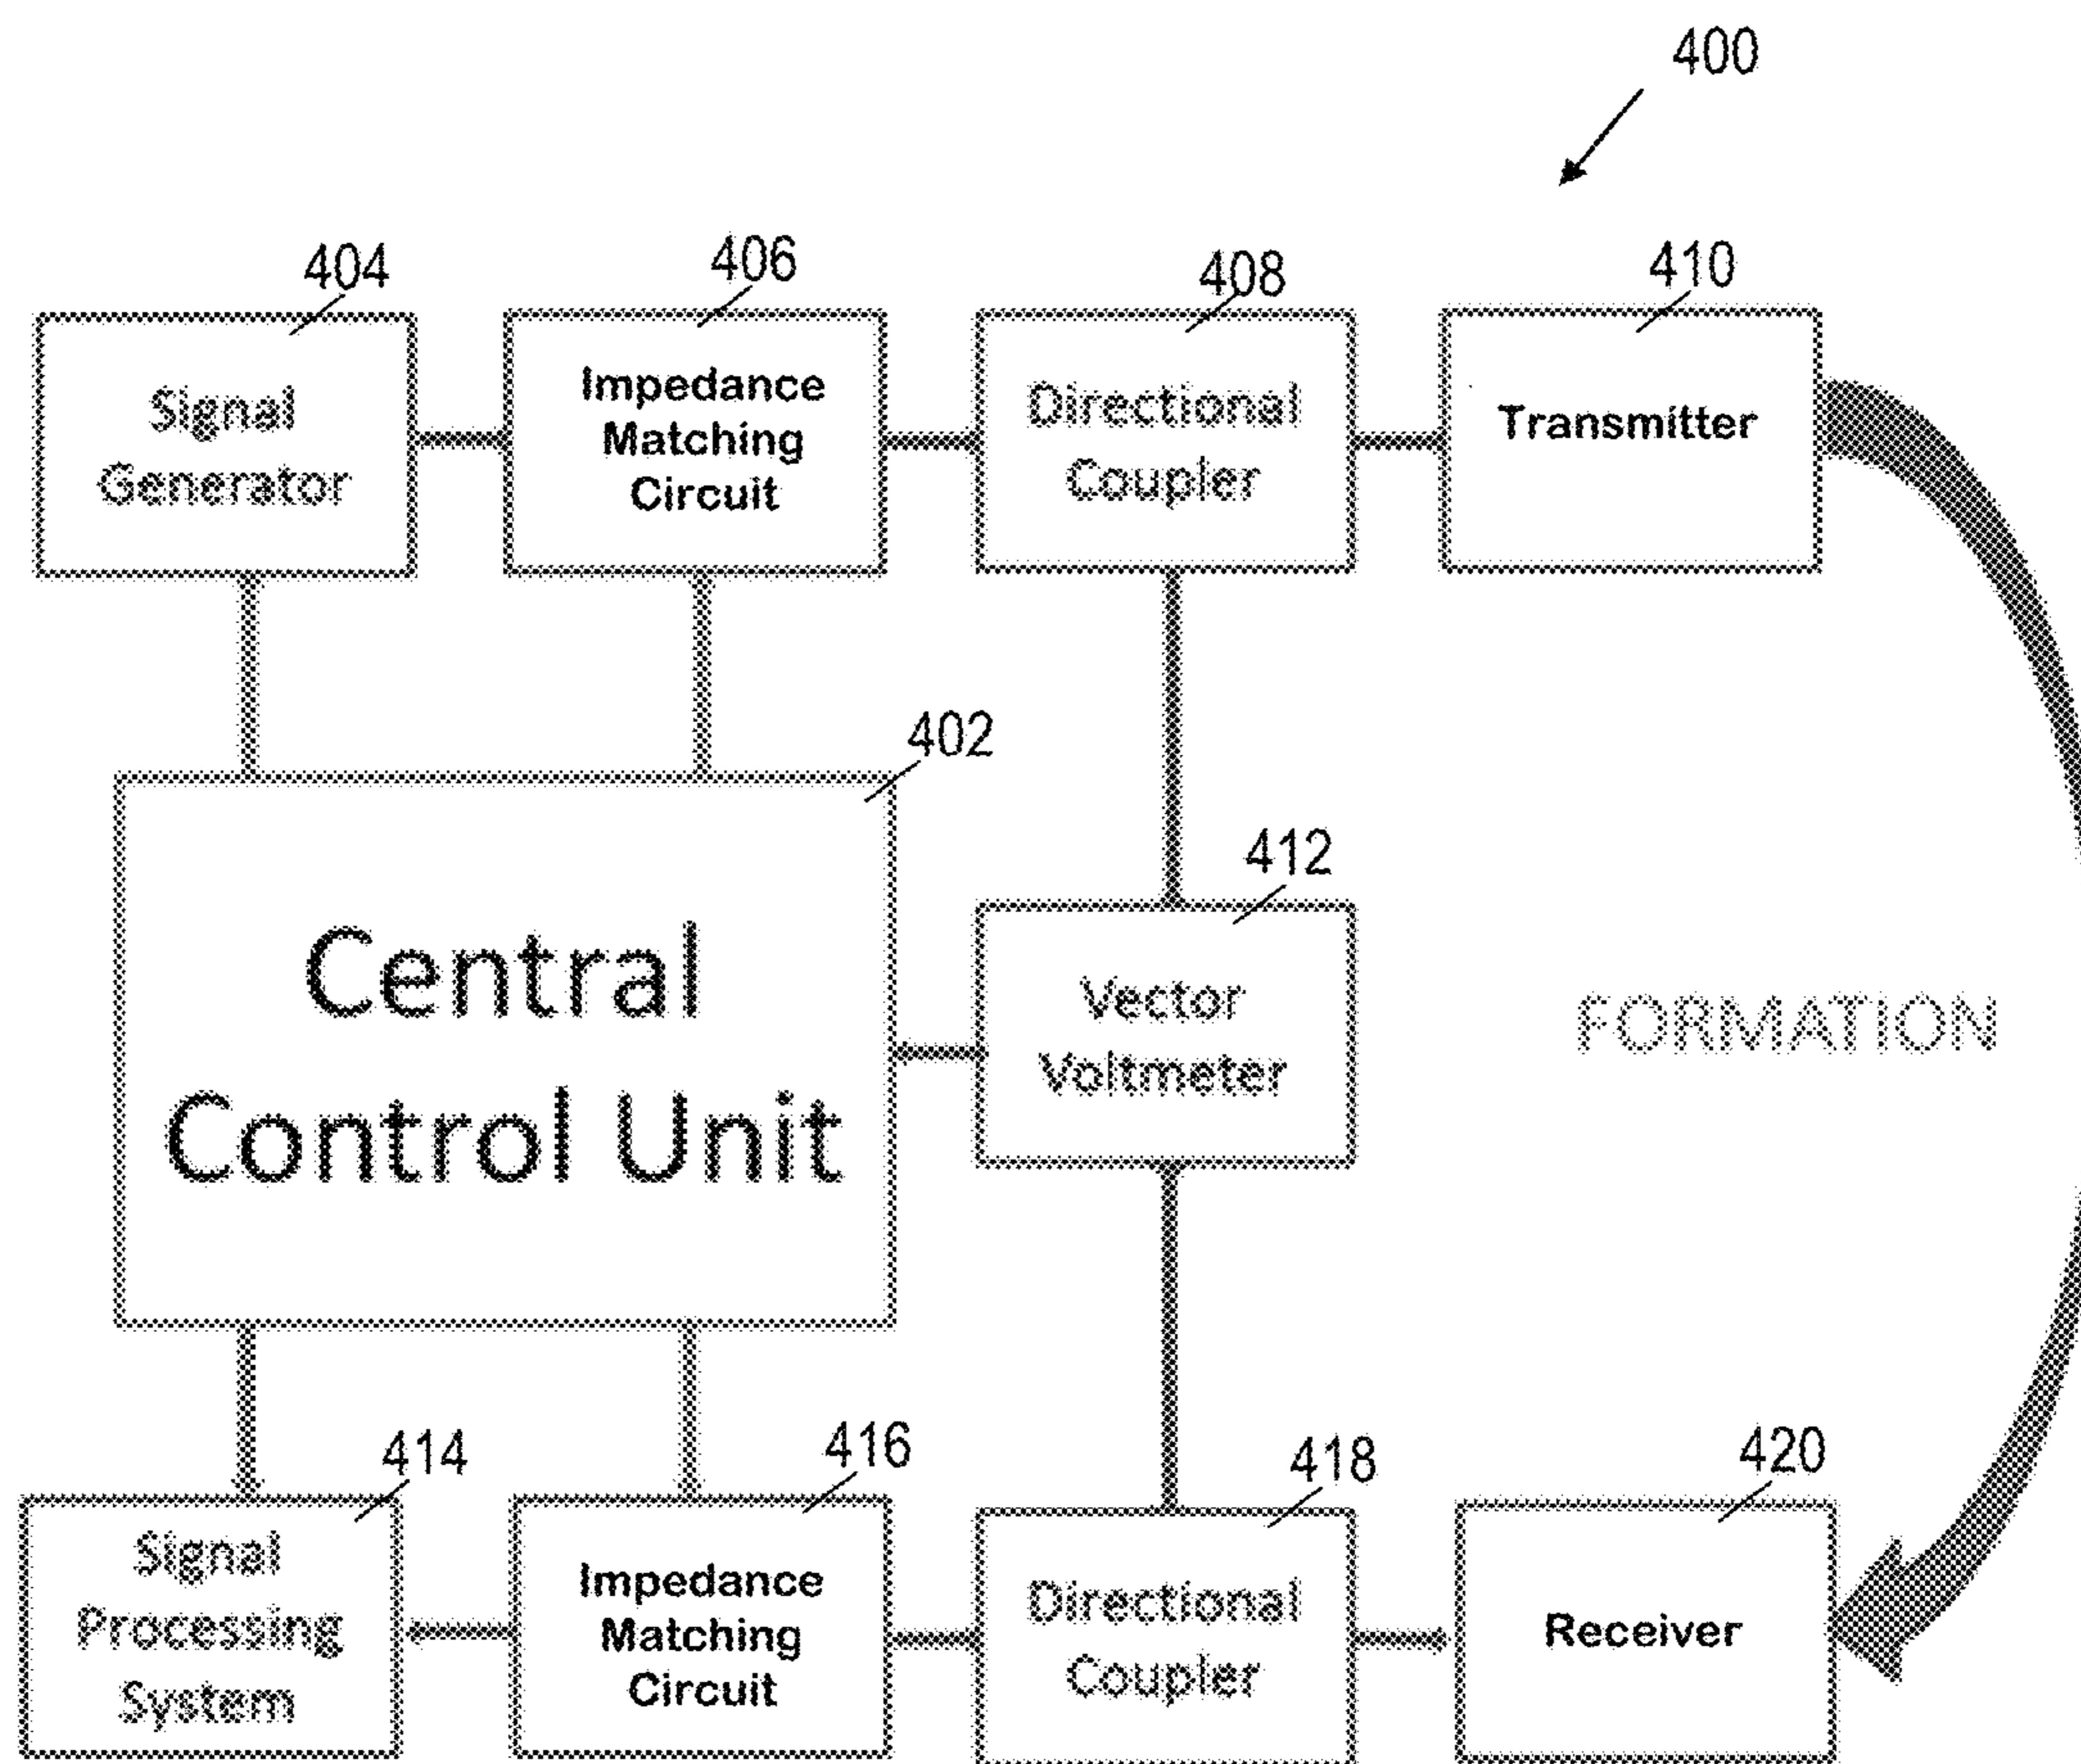 400
404
406
408
410
Signal
Generator
Impedance
Matching
Circuit
Directional
Coupler
Transmitter
402
412
Central
Control Unit
Vector
Voltmeter
FORMATION
414
416
418
420
Signal
Processing
System
Impedance
Matching
Circuit
Directional
Coupler
Receiver